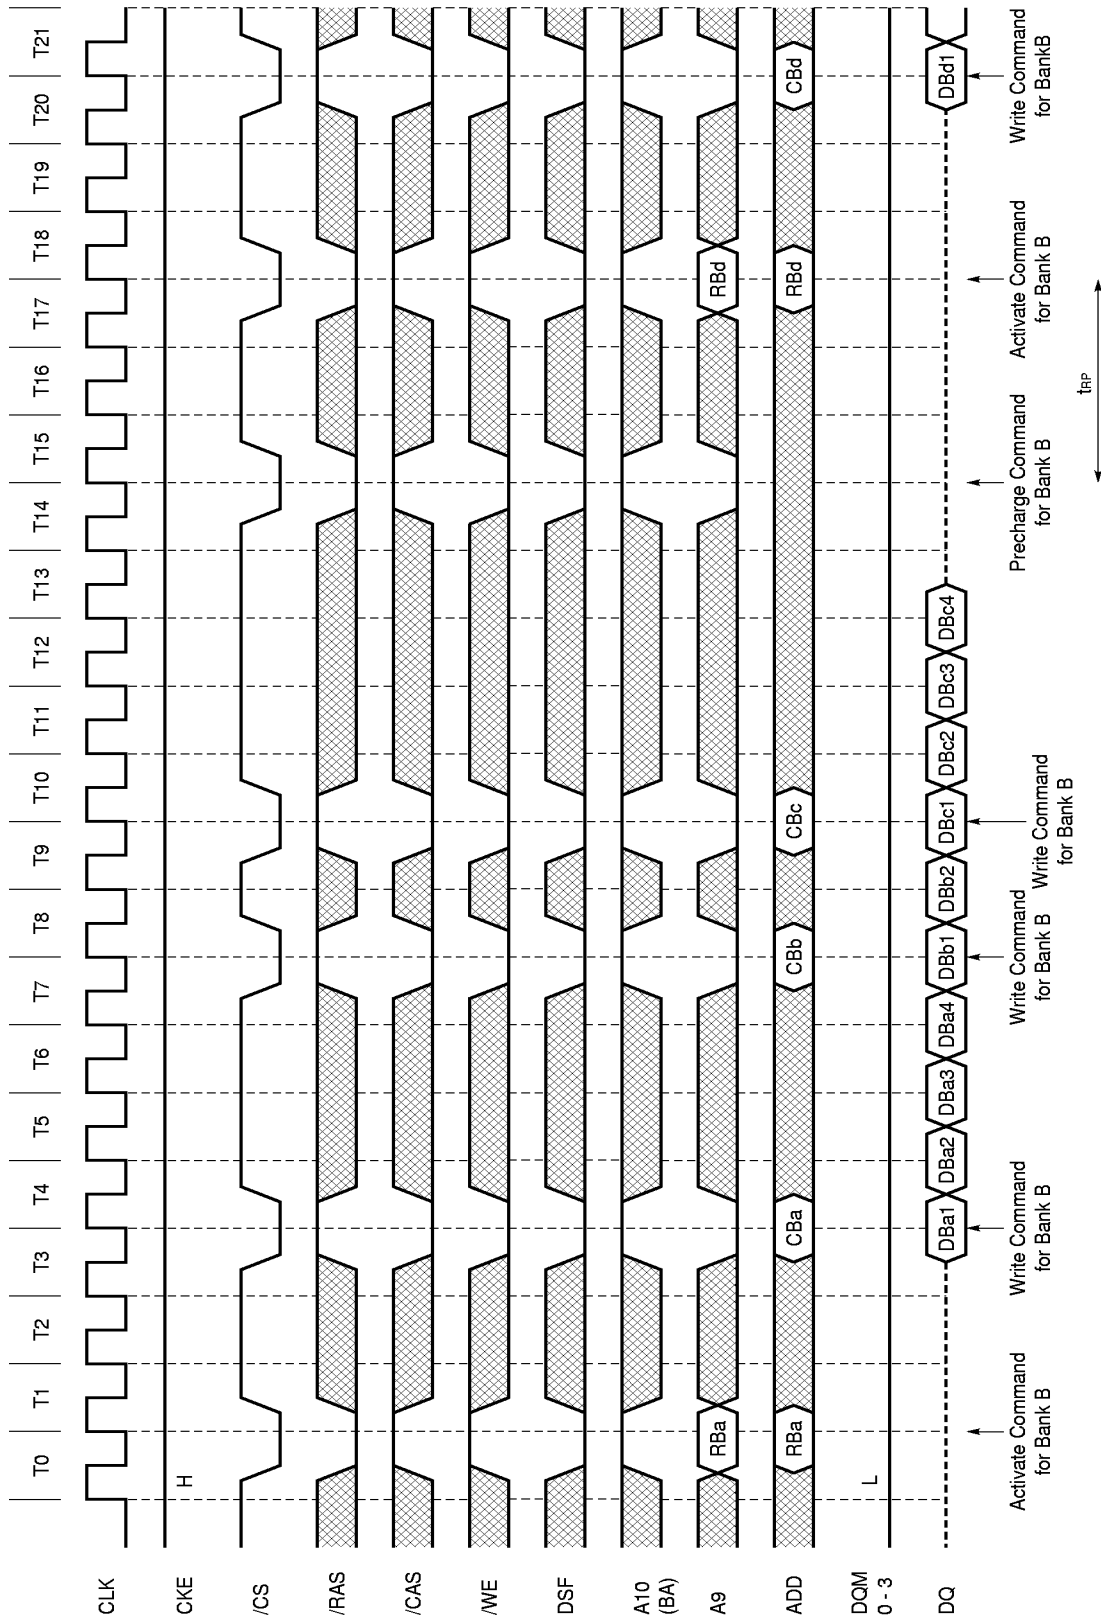 T0 T1 T2 T3 T4 T5 T6 T7 T8 T9 T10 T11 T12 T13 T14 T15 T16 T17 T18 T19 T20 T21
CLK
CKE H
/CS
/RAS
/CAS
/WE
DSF
A10
(BA)
A9 RBa RBd
ADD RBa CBa CBb CBc RBd CBd
DQM
0 - 3 L
DQ DBa1 DBa2 DBa3 DBa4 DBb1 DBb2 DBc1 DBc2 DBc3 DBc4 DBd1
Activate Command
for Bank B
Write Command
for Bank B
Write Command
for Bank B
Write Command
for Bank B
Precharge Command
for Bank B
Activate Command
for Bank B
Write Command
for BankB
tRP